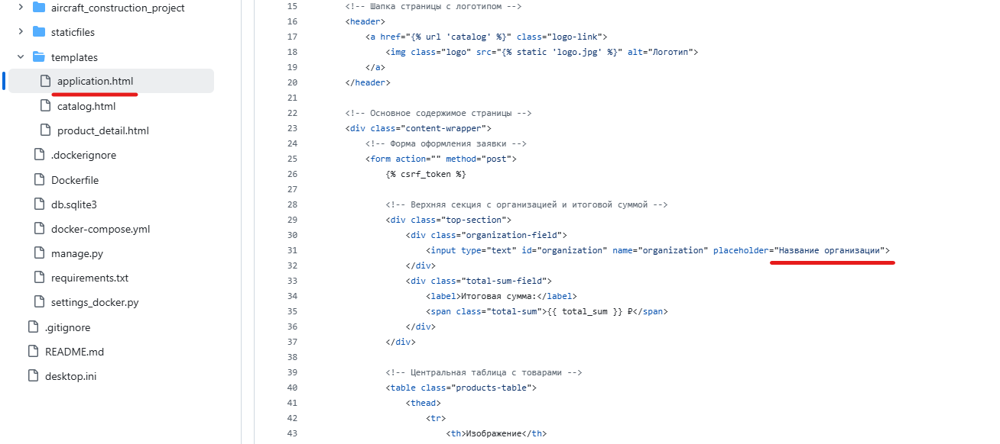 aircraft_construction_project
staticfiles
templates
application.html
catalog.html
product_detail.html
.dockerignore
Dockerfile
db.sqlite3
docker-compose.yml
manage.py
requirements.txt
settings_docker.py
.gitignore
README.md
desktop.ini
15 <!-- Шапка страницы с логотипом -->
16 <header>
17 <a href="{% url 'catalog' %}" class="logo-link">
18 <img class="logo" src="{% static 'logo.jpg' %}" alt="Логотип">
19 </a>
20 </header>
21
22 <!-- Основное содержимое страницы -->
23 <div class="content-wrapper">
24 <!-- Форма оформления заявки -->
25 <form action="" method="post">
26 {% csrf_token %}
27
28 <!-- Верхняя секция с организацией и итоговой суммой -->
29 <div class="top-section">
30 <div class="organization-field">
31 <input type="text" id="organization" name="organization" placeholder="Название организации">
32 </div>
33 <div class="total-sum-field">
34 <label>Итоговая сумма:</label>
35 <span class="total-sum">{{ total_sum }} ₽</span>
36 </div>
37 </div>
38
39 <!-- Центральная таблица с товарами -->
40 <table class="products-table">
41 <thead>
42 <tr>
43 <th>Изображение</th>